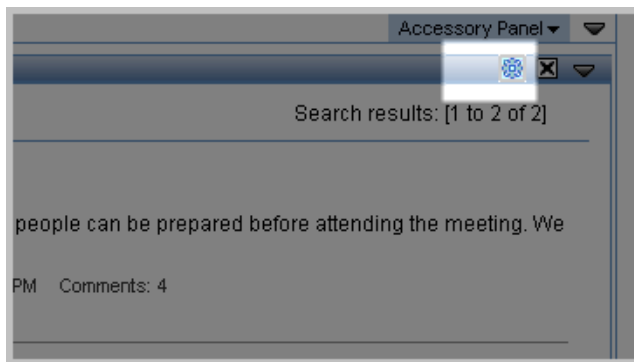 Accessory Panel
Search results: [1 to 2 of 2]
people can be prepared before attending the meeting. We
PM Comments: 4